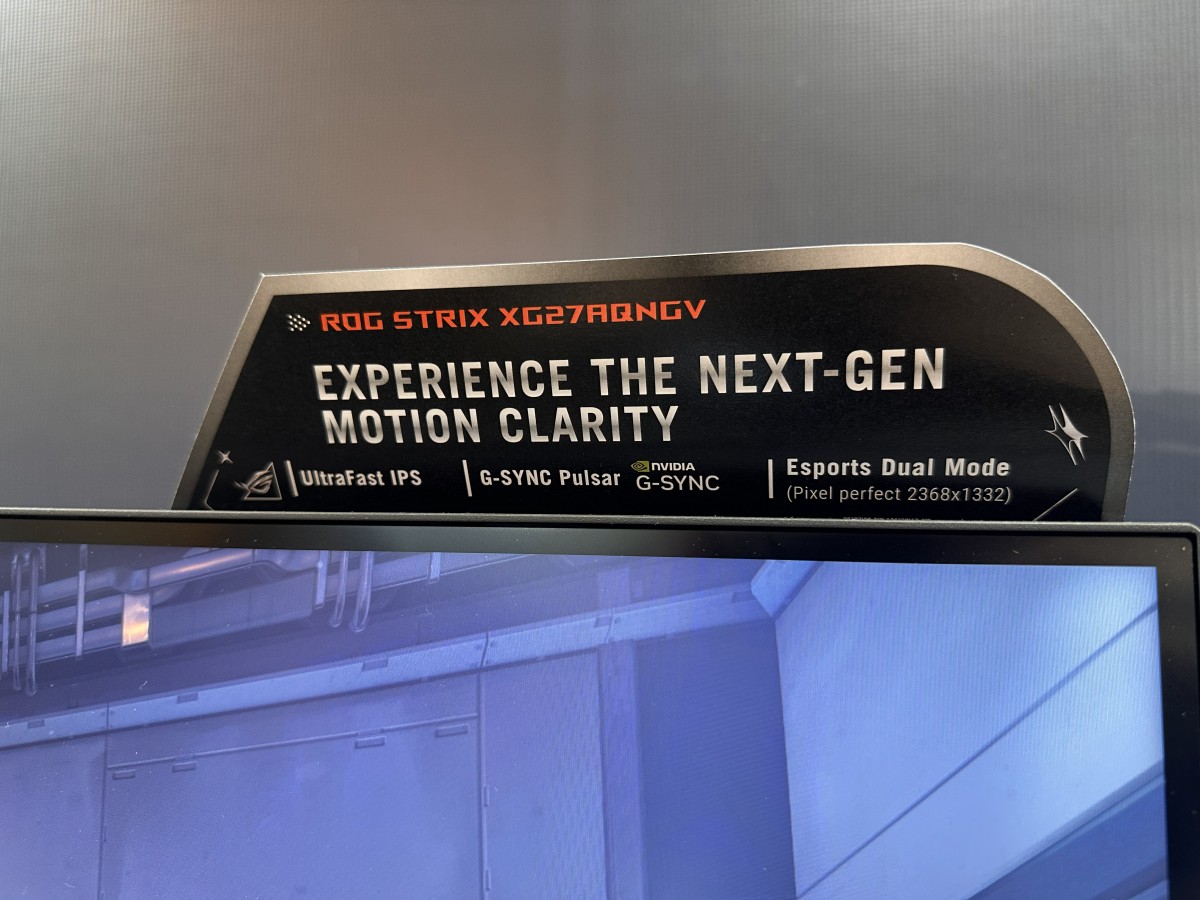 ROG STRIX XG27AQNGV
EXPERIENCE THE NEXT-GEN
MOTION CLARITY
UltraFast IPS
G-SYNC Pulsar
NVIDIA
G-SYNC
Esports Dual Mode
(Pixel perfect 2368x1332)